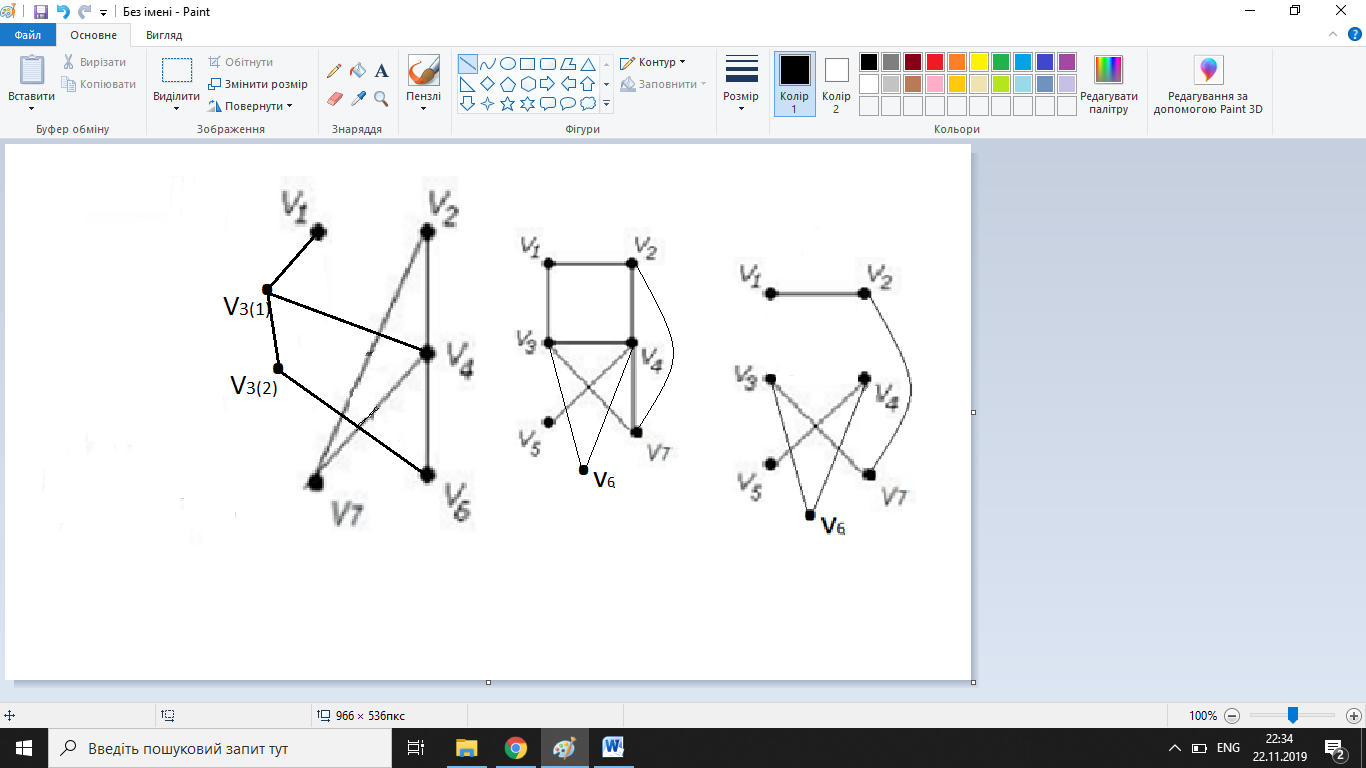 Без імені - Paint
Файл Основне Вигляд
Вставити
Вирізати
Копіювати
Буфер обміну
Виділити
Обітнути
Змінити розмір
Повернути
Зображення
A
Знаряддя
Пензлі
Контур
Заповнити
Фігури
Розмір
Колір 1
Колір 2
Редагувати палітру
Кольори
Редагування за допомогою Paint 3D
V1 V2
V3(1)
V4
V3(2)
V7 V6
V1 V2
V3 V4
V5 V7
V6
V1 V2
V3 V4
V5 V7
V6
966 × 536пкс
100%
Введіть пошуковий запит тут
ENG
22:34
22.11.2019
2